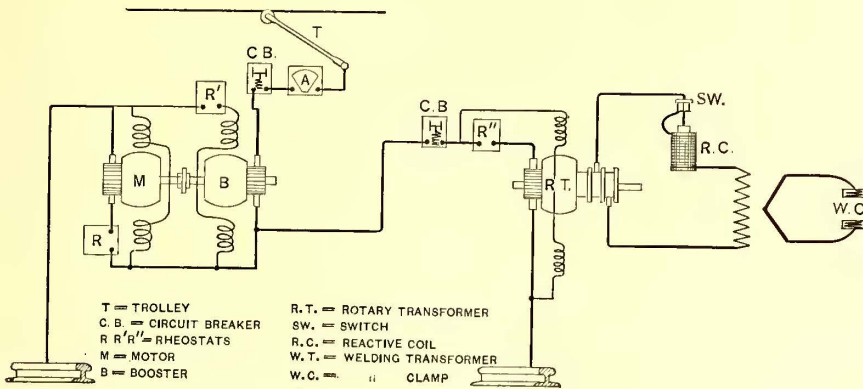 T
C B.
A
R'
M
B
R
C.B
R"
R.T.
SW.
R.C.
W.C
T = TROLLEY
C.B. = CIRCUIT BREAKER
R R'R" = RHEOSTATS
M = MOTOR
B = BOOSTER
R.T. = ROTARY TRANSFORMER
SW. = SWITCH
R.C. = REACTIVE COIL
W.T. = WELDING TRANSFORMER
W.C. = " CLAMP